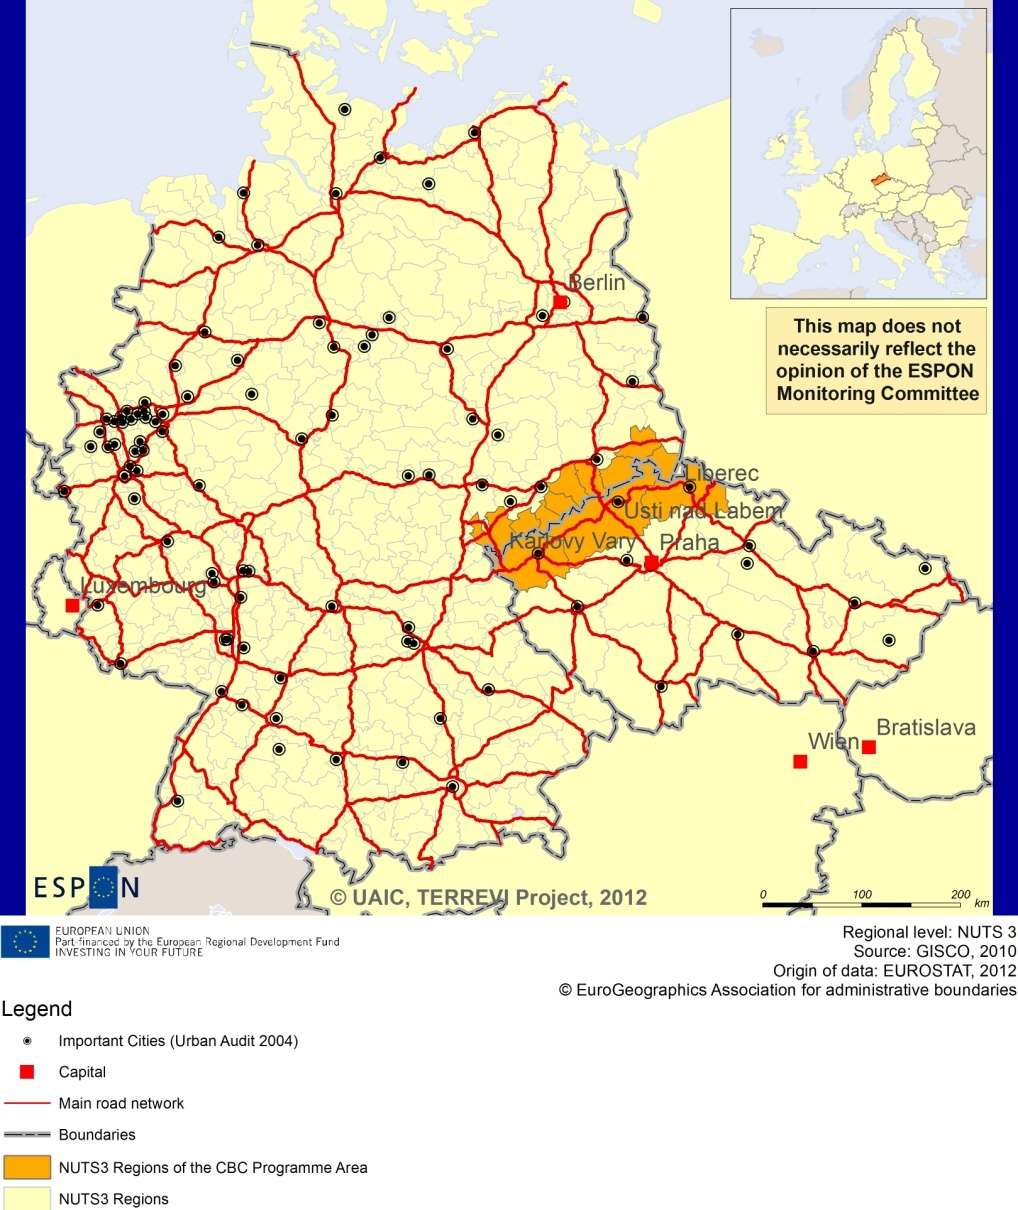 Berlin
This map does not
necessarily reflect the
opinion of the ESPON
Monitoring Committee
Liberec
Usti nad Labem
Karlovy Vary
Praha
Luxembourg
Wien
Bratislava
ESPON
© UAIC, TERREVI Project, 2012
0 100 200 km
EUROPEAN UNION
Part-financed by the European Regional Development Fund
INVESTING IN YOUR FUTURE
Regional level: NUTS 3
Source: GISCO, 2010
Origin of data: EUROSTAT, 2012
© EuroGeographics Association for administrative boundaries
Legend
Important Cities (Urban Audit 2004)
Capital
Main road network
Boundaries
NUTS3 Regions of the CBC Programme Area
NUTS3 Regions